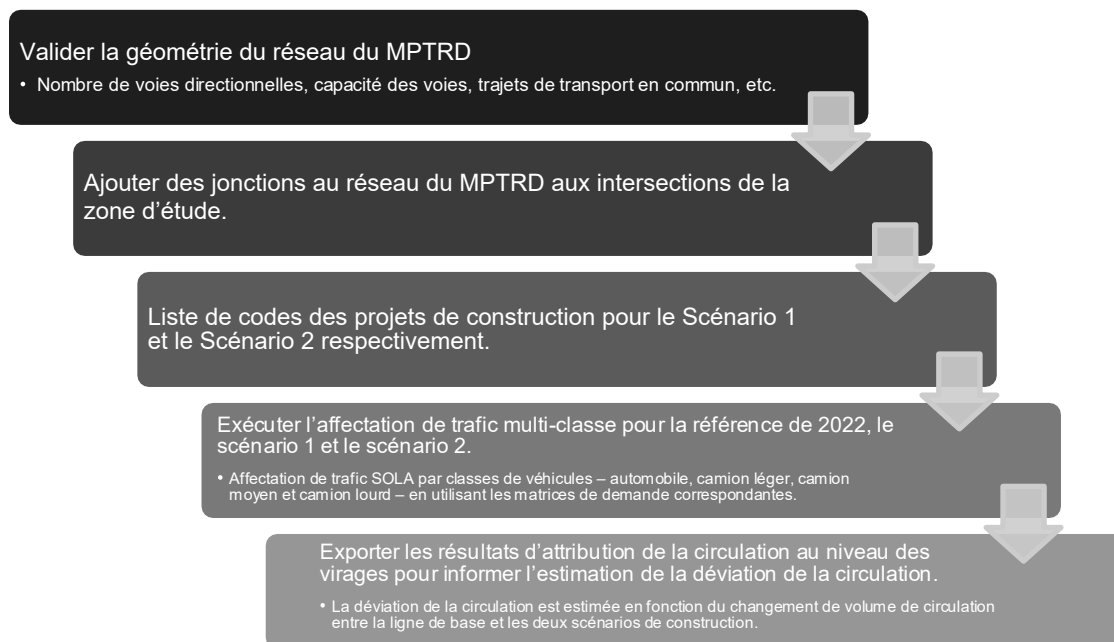 Valider la géométrie du réseau du MPTRD
• Nombre de voies directionnelles, capacité des voies, trajets de transport en commun, etc.
Ajouter des jonctions au réseau du MPTRD aux intersections de la
zone d'étude.
Liste de codes des projets de construction pour le Scénario 1
et le Scénario 2 respectivement.
Exécuter l'affectation de trafic multi-classe pour la référence de 2022, le
scénario 1 et le scénario 2.
• Affectation de trafic SOLA par classes de véhicules – automobile, camion léger, camion
moyen et camion lourd – en utilisant les matrices de demande correspondantes.
Exporter les résultats d'attribution de la circulation au niveau des
virages pour informer l'estimation de la déviation de la circulation.
• La déviation de la circulation est estimée en fonction du changement de volume de circulation
entre la ligne de base et les deux scénarios de construction.